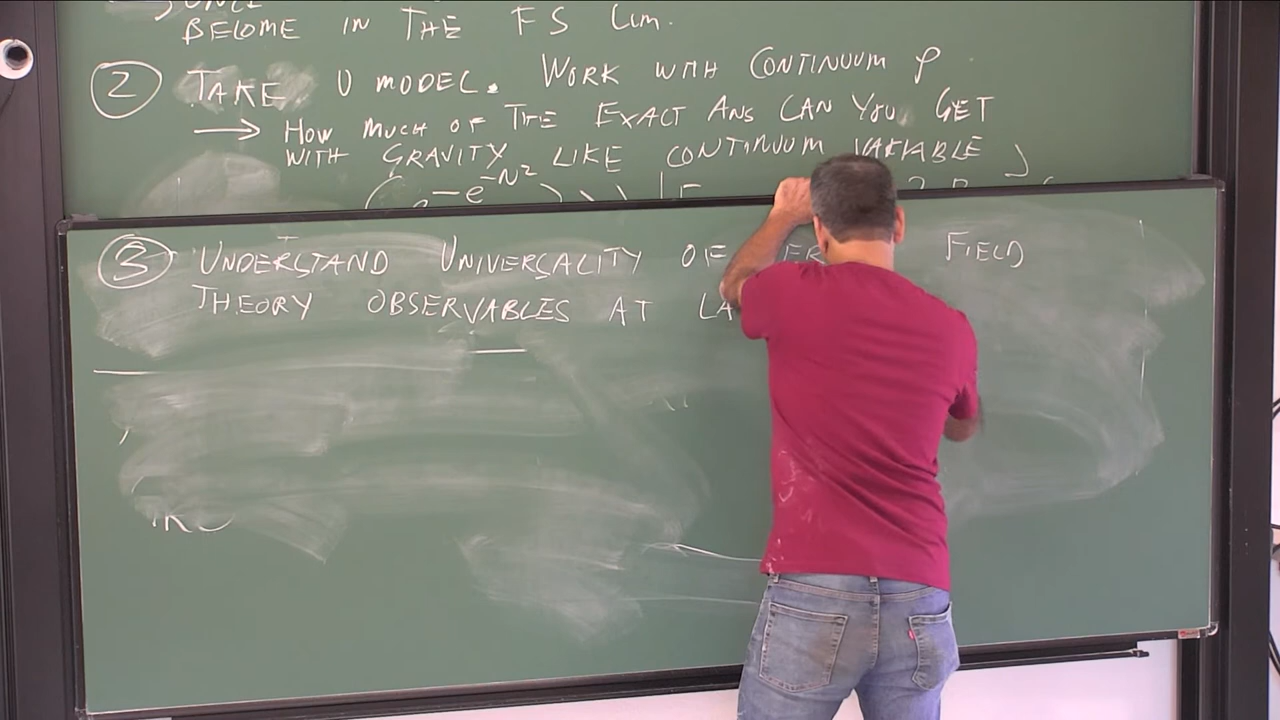 BECOME IN THE F S Lim.
② TAKE U MODEL. WORK WITH CONTINUUM ρ.
→ HOW MUCH OF THE EXACT ANS CAN YOU GET
WITH GRAVITY LIKE CONTINUUM VARIABLE
③ UNDERSTAND UNIVERSALITY OF FIELD
THEORY OBSERVABLES AT